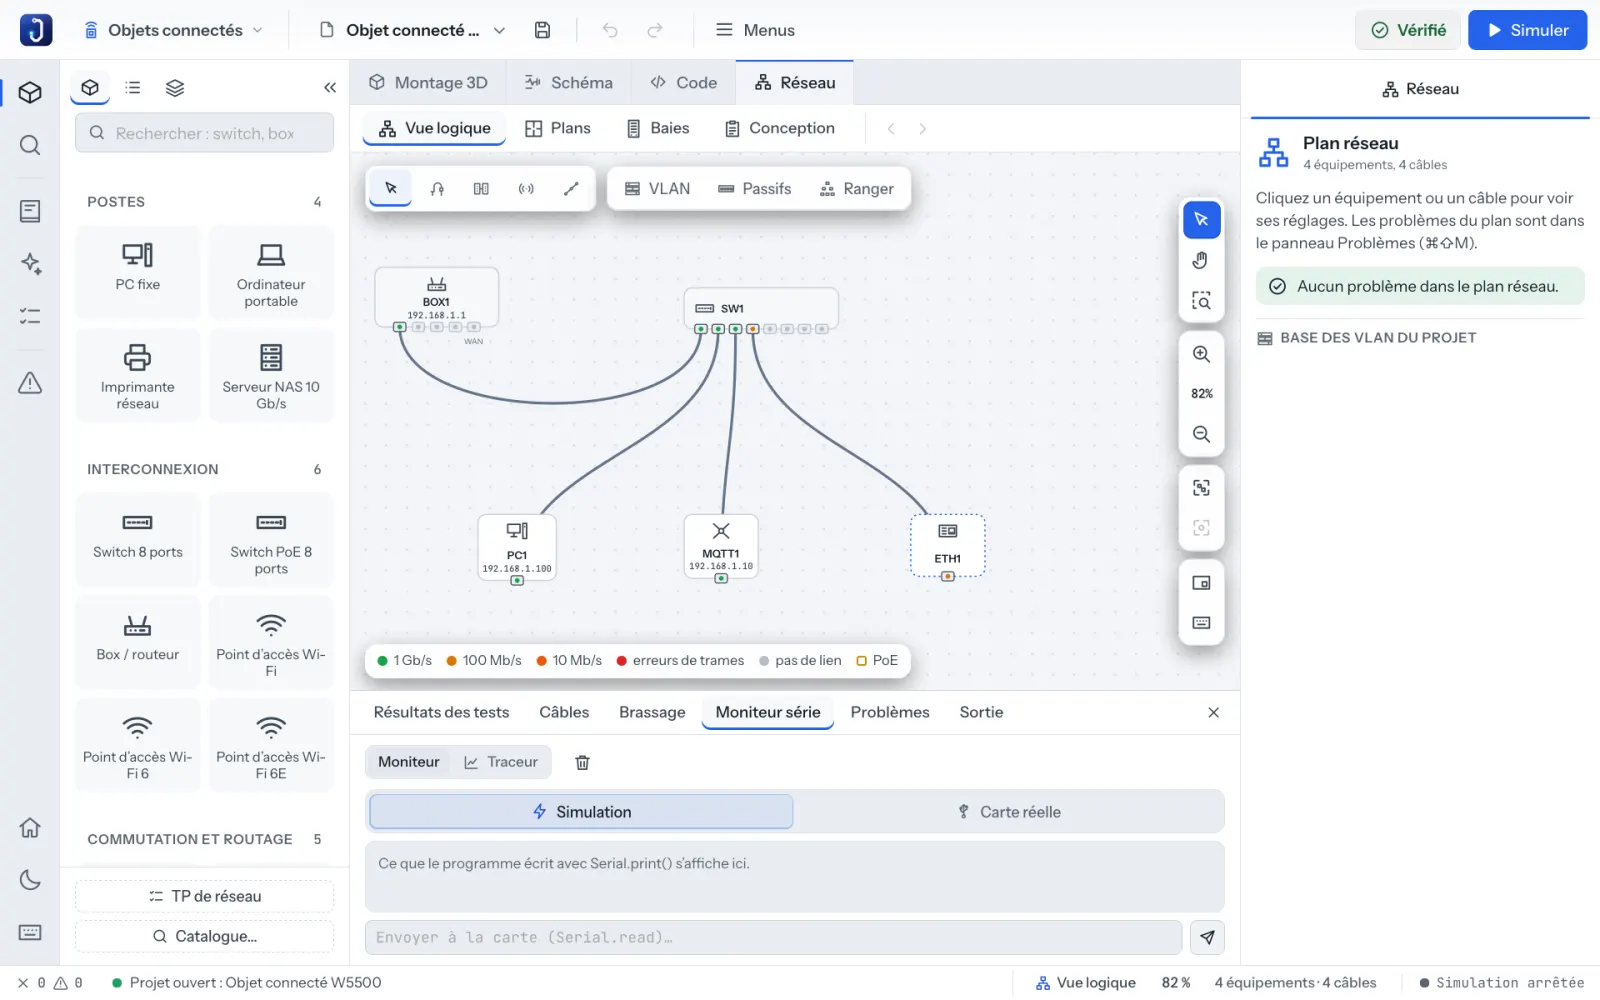 Objets connectés
Objet connecté ...
Menus
Vérifié
Simuler
Montage 3D
Schéma
Code
Réseau
Réseau
Rechercher : switch, box
Vue logique
Plans
Baies
Conception
POSTES
4
PC fixe
Ordinateur
portable
Imprimante
réseau
Serveur NAS 10
Gb/s
INTERCONNEXION
6
Switch 8 ports
Switch PoE 8
ports
Box / routeur
Point d'accès Wi-
Fi
Point d'accès Wi-
Fi 6
Point d'accès Wi-
Fi 6E
COMMUTATION ET ROUTAGE
5
TP de réseau
Catalogue...
VLAN
Passifs
Ranger
BOX1
192.168.1.1
WAN
SW1
PC1
192.168.1.100
MQTT1
192.168.1.10
ETH1
82%
1 Gb/s
100 Mb/s
10 Mb/s
erreurs de trames
pas de lien
PoE
Plan réseau
4 équipements, 4 câbles
Cliquez un équipement ou un câble pour voir
ses réglages. Les problèmes du plan sont dans
le panneau Problèmes (⌘⇧M).
Aucun problème dans le plan réseau.
BASE DES VLAN DU PROJET
Résultats des tests
Câbles
Brassage
Moniteur série
Problèmes
Sortie
Moniteur
Traceur
Simulation
Carte réelle
Ce que le programme écrit avec Serial.print() s'affiche ici.
Envoyer à la carte (Serial.read)…
0
0
Projet ouvert : Objet connecté W5500
Vue logique
82 %
4 équipements · 4 câbles
Simulation arrêtée